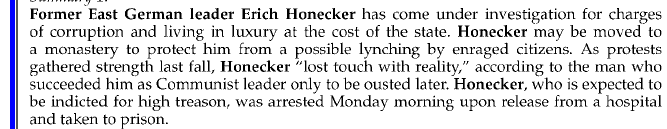 Former East German leader Erich Honecker has come under investigation for charges
of corruption and living in luxury at the cost of the state. Honecker may be moved to
a monastery to protect him from a possible lynching by enraged citizens. As protests
gathered strength last fall, Honecker "lost touch with reality," according to the man who
succeeded him as Communist leader only to be ousted later. Honecker, who is expected to
be indicted for high treason, was arrested Monday morning upon release from a hospital
and taken to prison.